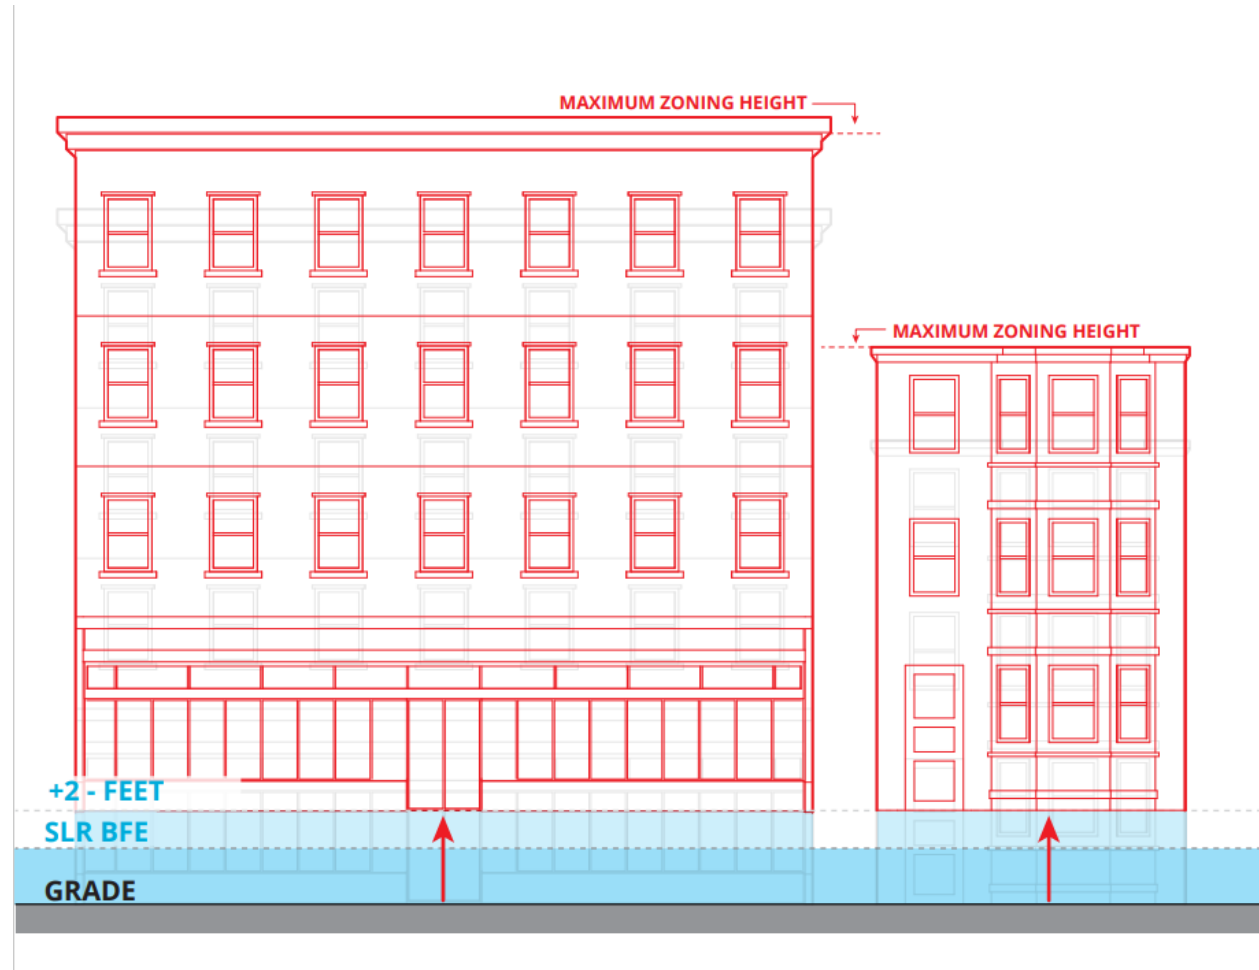 MAXIMUM ZONING HEIGHT
MAXIMUM ZONING HEIGHT
+2 - FEET
SLR BFE
GRADE